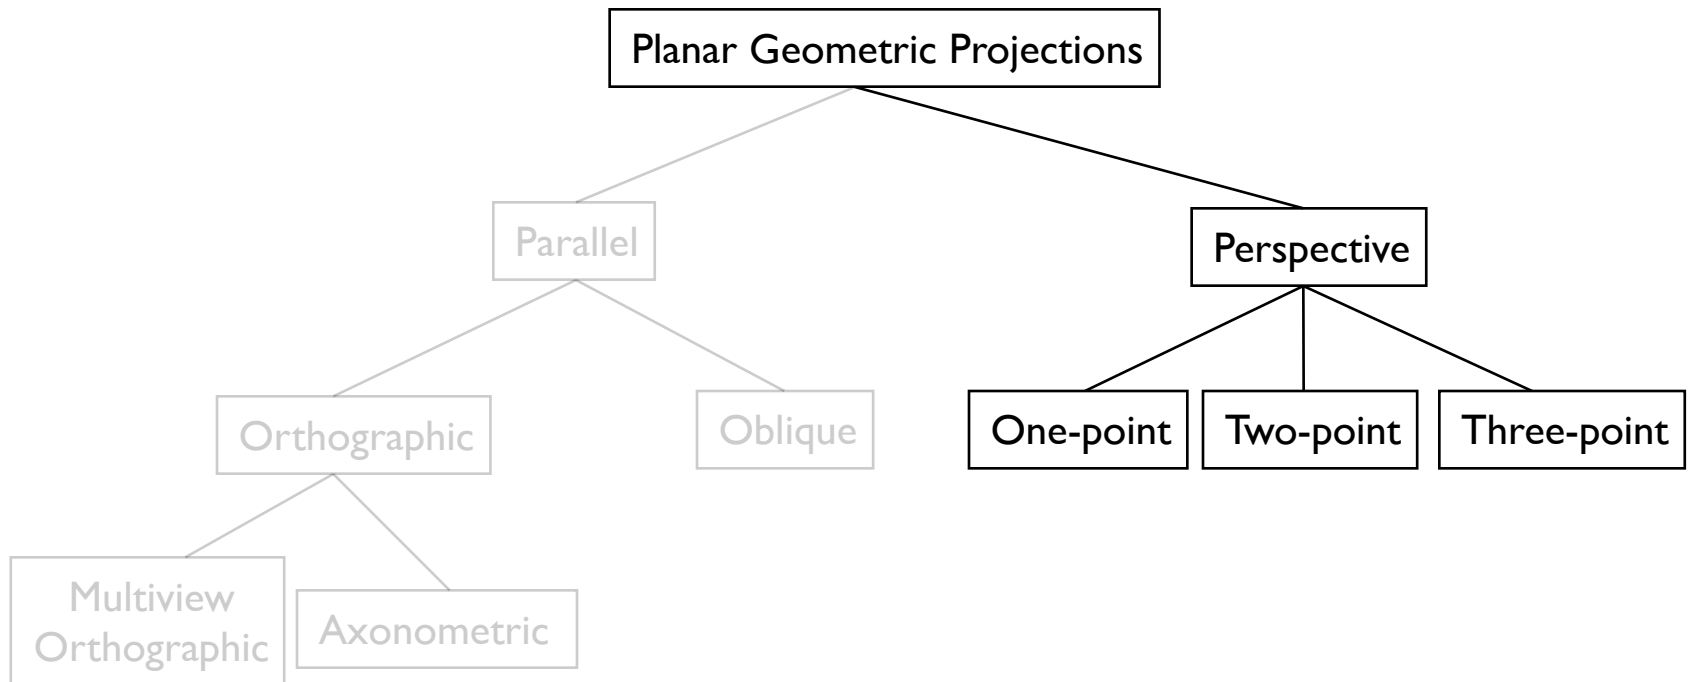 Planar Geometric Projections
Parallel
Perspective
Orthographic
Oblique
One-point
Two-point
Three-point
Multiview
Orthographic
Axonometric